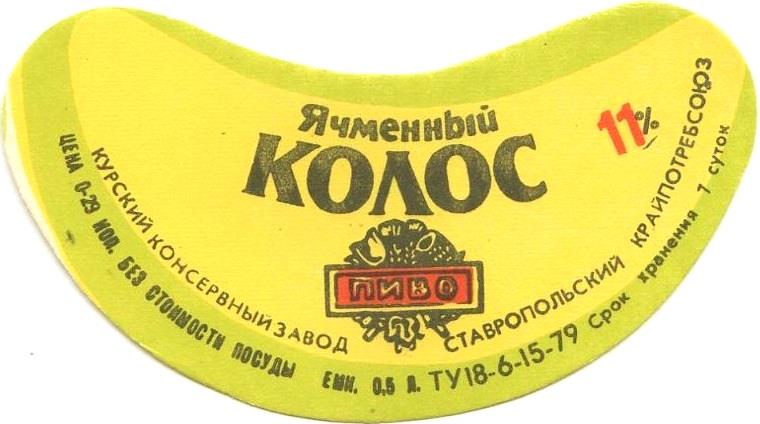 Ячменный
КОЛОС
11%
ПИВО
КУРСКИЙ КОНСЕРВНЫЙ ЗАВОД
СТАВРОПОЛЬСКИЙ КРАЙПОТРЕБСОЮЗ
ЦЕНА 0-29 КОП. БЕЗ СТОИМОСТИ ПОСУДЫ ЕМК. 0,5 Л. ТУ18-6-15-79 Срок хранения 7 суток